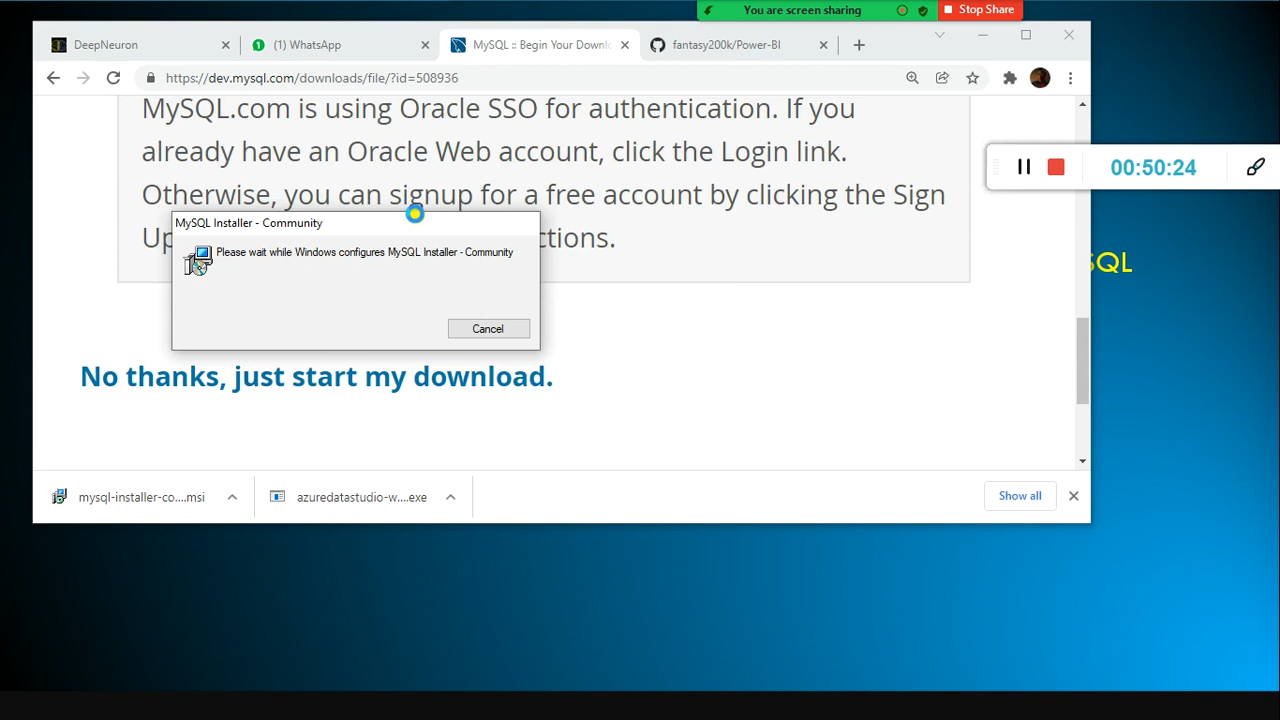 You are screen sharing
Stop Share
DeepNeuron
(1) WhatsApp
MySQL :: Begin Your Downl
fantasy200k/Power-BI
https://dev.mysql.com/downloads/file/?id=508936
MySQL.com is using Oracle SSO for authentication. If you
already have an Oracle Web account, click the Login link.
Otherwise, you can signup for a free account by clicking the Sign
Up
ctions.
00:50:24
SQL
MySQL Installer - Community
Please wait while Windows configures MySQL Installer - Community
Cancel
No thanks, just start my download.
mysql-installer-co....msi
azuredatastudio-w....exe
Show all